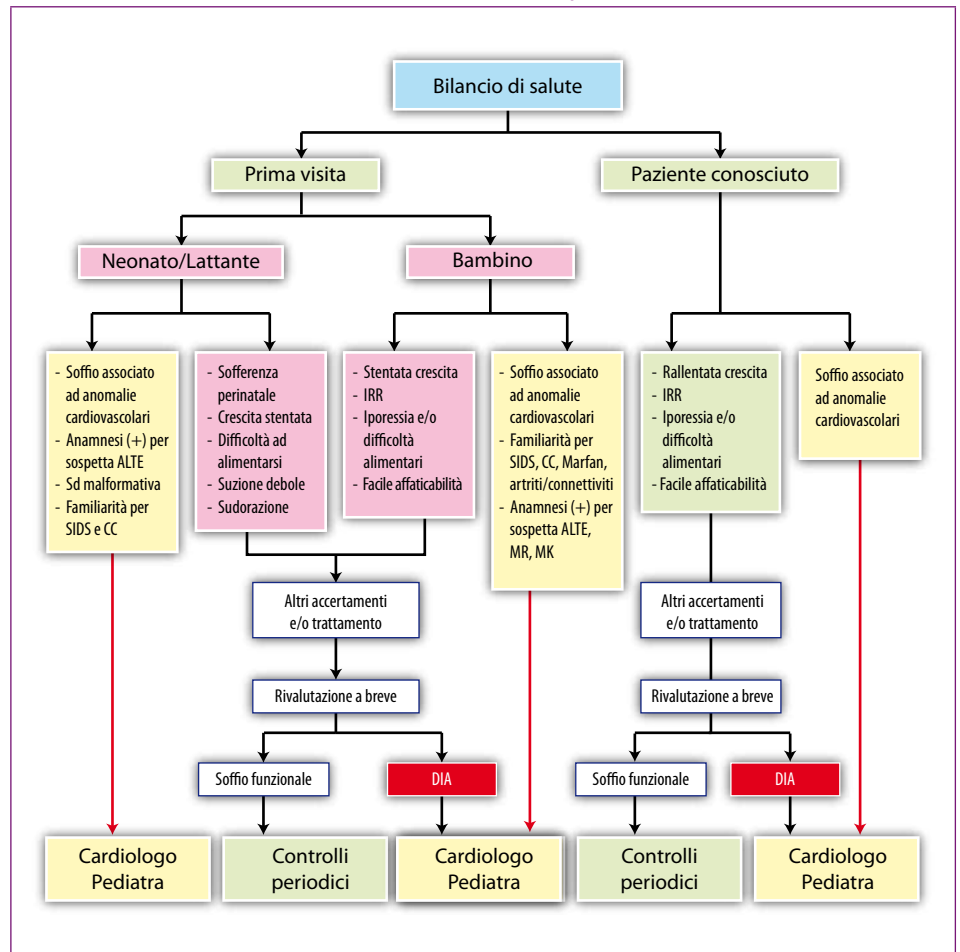 Bilancio di salute
Prima visita
Paziente conosciuto
Neonato/Lattante
Bambino
- Soffio associato
ad anomalie
cardiovascolari
- Anamnesi (+) per
sospetta ALTE
- Sd malformativa
- Familiarità per
SIDS e CC
- Sofferenza
perinatale
- Crescita stentata
- Difficoltà ad
alimentarsi
- Suzione debole
- Sudorazione
- Stentata crescita
- IRR
- Iporessia e/o
difficoltà
alimentari
- Facile affaticabilità
- Soffio associato
ad anomalie
cardiovascolari
- Familiarità per
SIDS, CC, Marfan,
artriti/connettiviti
- Anamnesi (+) per
sospetta ALTE,
MR, MK
- Rallentata crescita
- IRR
- Iporessia e/o
difficoltà
alimentari
- Facile affaticabilità
Soffio associato
ad anomalie
cardiovascolari
Altri accertamenti
e/o trattamento
Altri accertamenti
e/o trattamento
Rivalutazione a breve
Rivalutazione a breve
Soffio funzionale
DIA
Soffio funzionale
DIA
Cardiologo
Pediatra
Controlli
periodici
Cardiologo
Pediatra
Controlli
periodici
Cardiologo
Pediatra